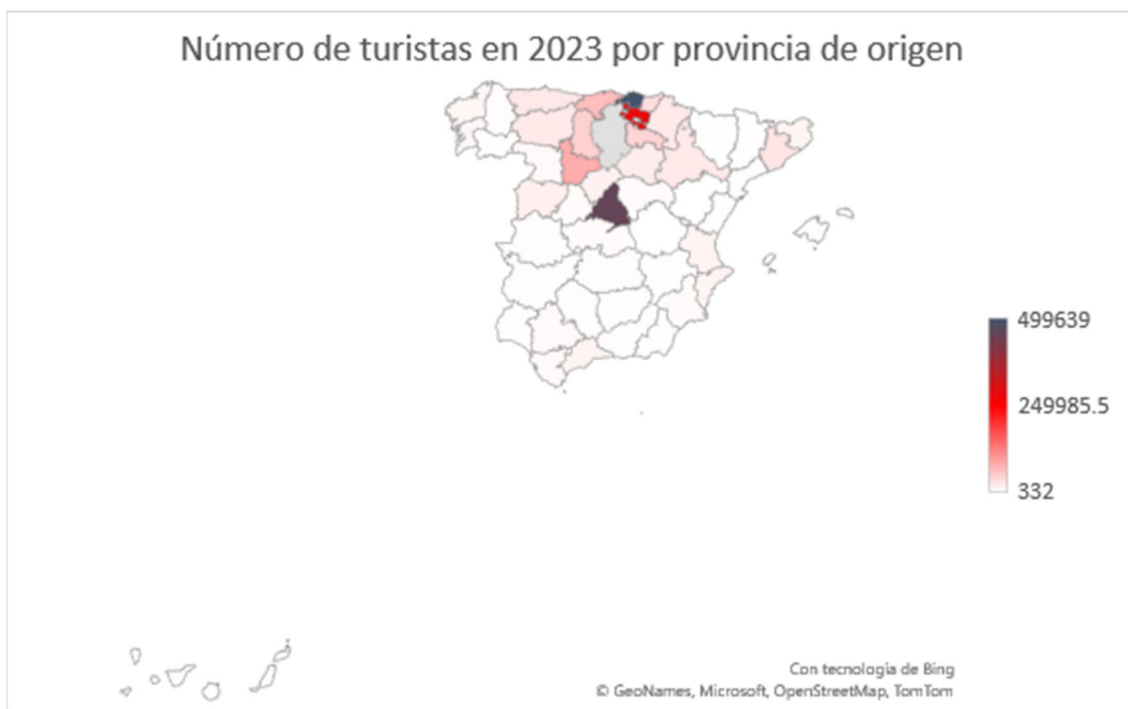 Número de turistas en 2023 por provincia de origen
499639
249985.5
332
Con tecnología de Bing
© GeoNames, Microsoft, OpenStreetMap, TomTom